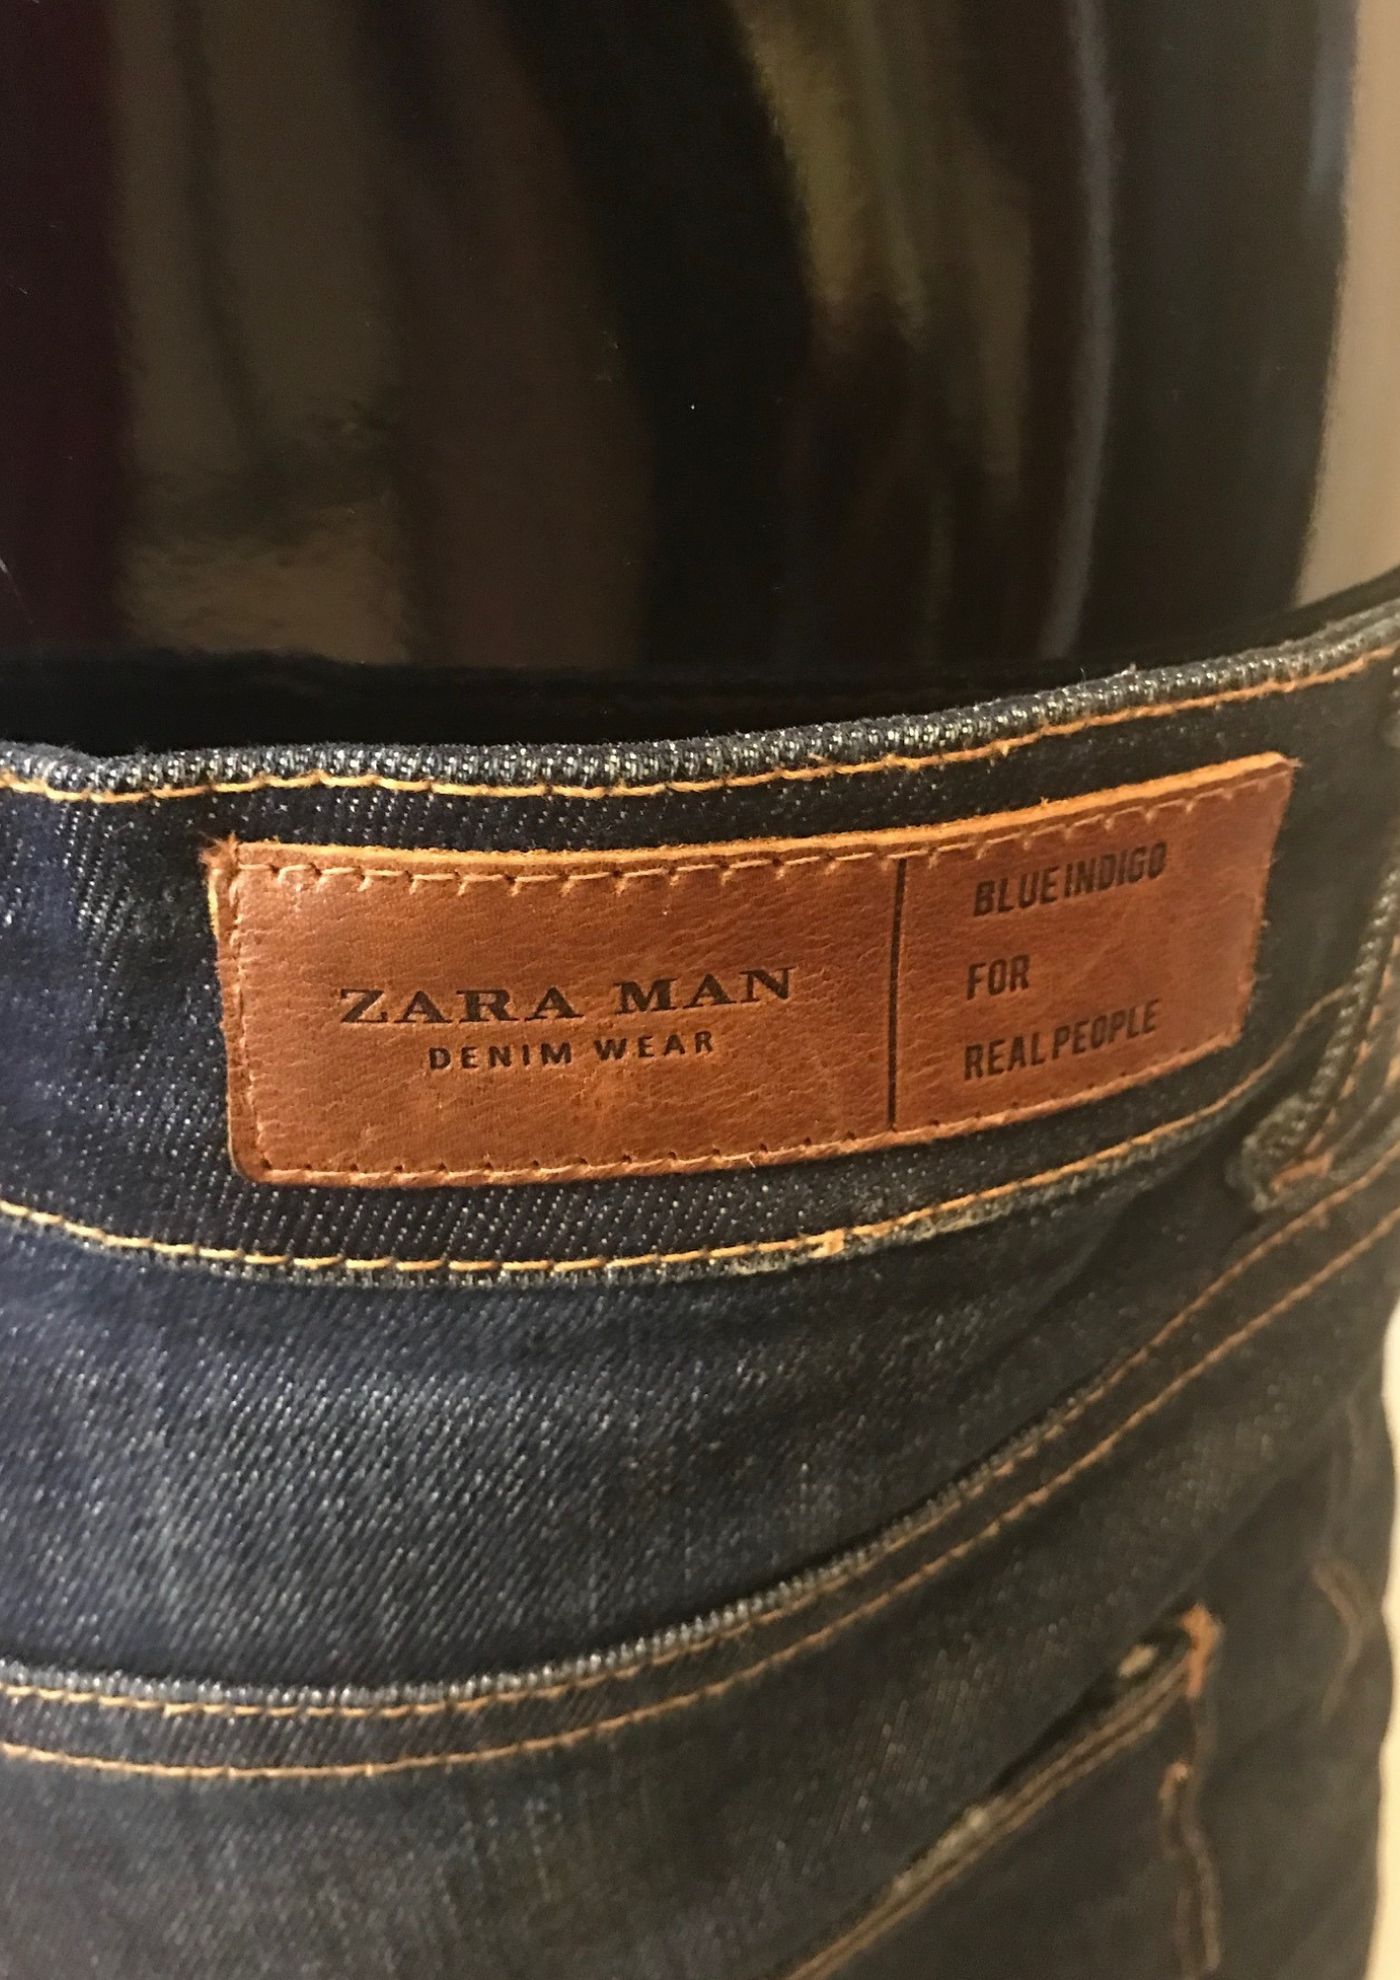 ZARA MAN
DENIM WEAR
BLUE INDIGO
FOR
REAL PEOPLE